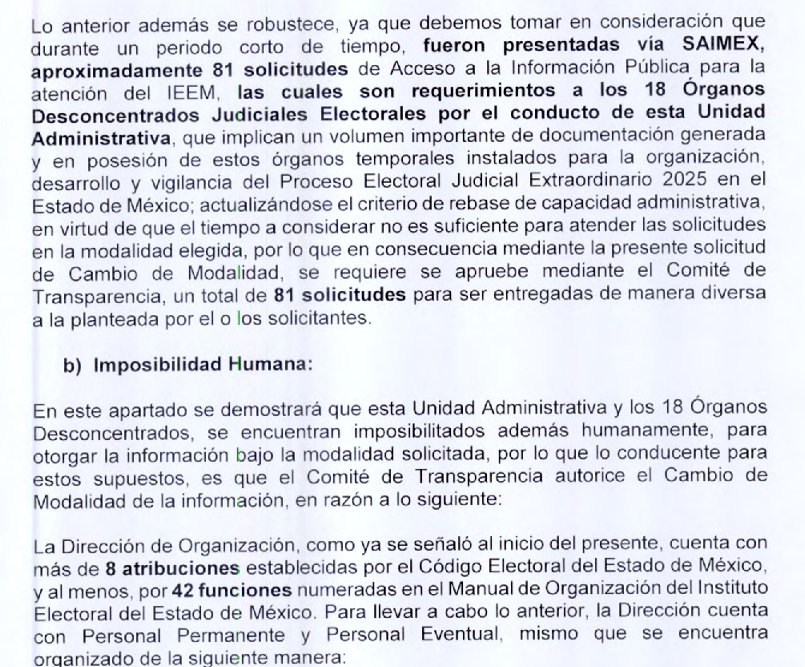 Lo anterior además se robustece, ya que debemos tomar en consideración que
durante un periodo corto de tiempo, fueron presentadas vía SAIMEX,
aproximadamente 81 solicitudes de Acceso a la Información Pública para la
atención del IEEM, las cuales son requerimientos a los 18 Órganos
Desconcentrados Judiciales Electorales por el conducto de esta Unidad
Administrativa, que implican un volumen importante de documentación generada
y en posesión de estos órganos temporales instalados para la organización,
desarrollo y vigilancia del Proceso Electoral Judicial Extraordinario 2025 en el
Estado de México; actualizándose el criterio de rebase de capacidad administrativa,
en virtud de que el tiempo a considerar no es suficiente para atender las solicitudes
en la modalidad elegida, por lo que en consecuencia mediante la presente solicitud
de Cambio de Modalidad, se requiere se apruebe mediante el Comité de
Transparencia, un total de 81 solicitudes para ser entregadas de manera diversa
a la planteada por el o los solicitantes.
b) Imposibilidad Humana:
En este apartado se demostrará que esta Unidad Administrativa y los 18 Órganos
Desconcentrados, se encuentran imposibilitados además humanamente, para
otorgar la información bajo la modalidad solicitada, por lo que lo conducente para
estos supuestos, es que el Comité de Transparencia autorice el Cambio de
Modalidad de la información, en razón a lo siguiente:
La Dirección de Organización, como ya se señaló al inicio del presente, cuenta con
más de 8 atribuciones establecidas por el Código Electoral del Estado de México,
y al menos, por 42 funciones numeradas en el Manual de Organización del Instituto
Electoral del Estado de México. Para llevar a cabo lo anterior, la Dirección cuenta
con Personal Permanente y Personal Eventual, mismo que se encuentra
organizado de la siguiente manera: